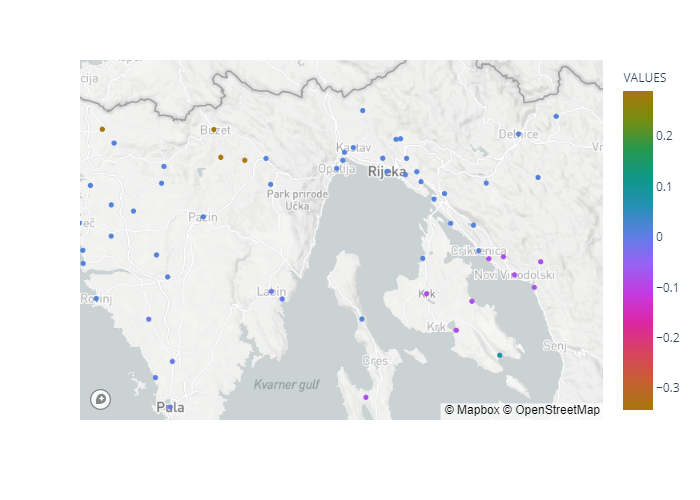 VALUES
cija
Buzet
Delnice
Kastav
Opatija
Rijeka
Park prirode
Učka
Pazin
Crikvenica
Novi Vinodolski
Labin
Rovinj
Krk
Krk
Senj
Cres
Kvarner gulf
Pula
© Mapbox © OpenStreetMap
0.2
0.1
0
−0.1
−0.2
−0.3